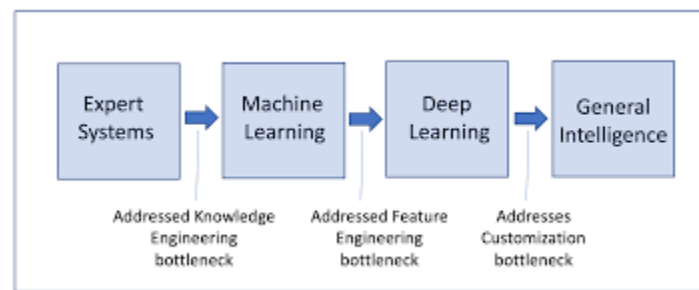 Expert
Systems
Machine
Learning
Deep
Learning
General
Intelligence
Addressed Knowledge
Engineering
bottleneck
Addressed Feature
Engineering
bottleneck
Addresses
Customization
bottleneck